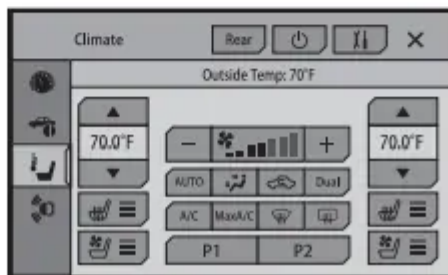 Climate Rear
Outside Temp: 70°F
70.0°F − + 70.0°F
AUTO Dual
A/C MaxA/C
P1 P2